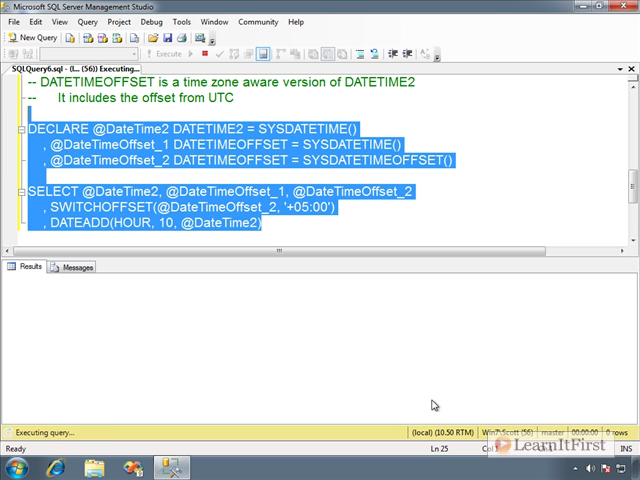 Microsoft SQL Server Management Studio
File Edit View Query Project Debug Tools Window Community Help
New Query
Execute
SQLQuery6.sql - (l... (56)) Executing...
-- DATETIMEOFFSET is a time zone aware version of DATETIME2
-- It includes the offset from UTC
DECLARE @DateTime2 DATETIME2 = SYSDATETIME()
, @DateTimeOffset_1 DATETIMEOFFSET = SYSDATETIME()
, @DateTimeOffset_2 DATETIMEOFFSET = SYSDATETIMEOFFSET()
SELECT @DateTime2, @DateTimeOffset_1, @DateTimeOffset_2
, SWITCHOFFSET(@DateTimeOffset_2, '+05:00')
, DATEADD(HOUR, 10, @DateTime2)
Results Messages
Executing query... (local) (10.50 RTM) Win7\Scott (56) master 00:00:00 0 rows
LearnItFirst
Ready Ln 25 INS